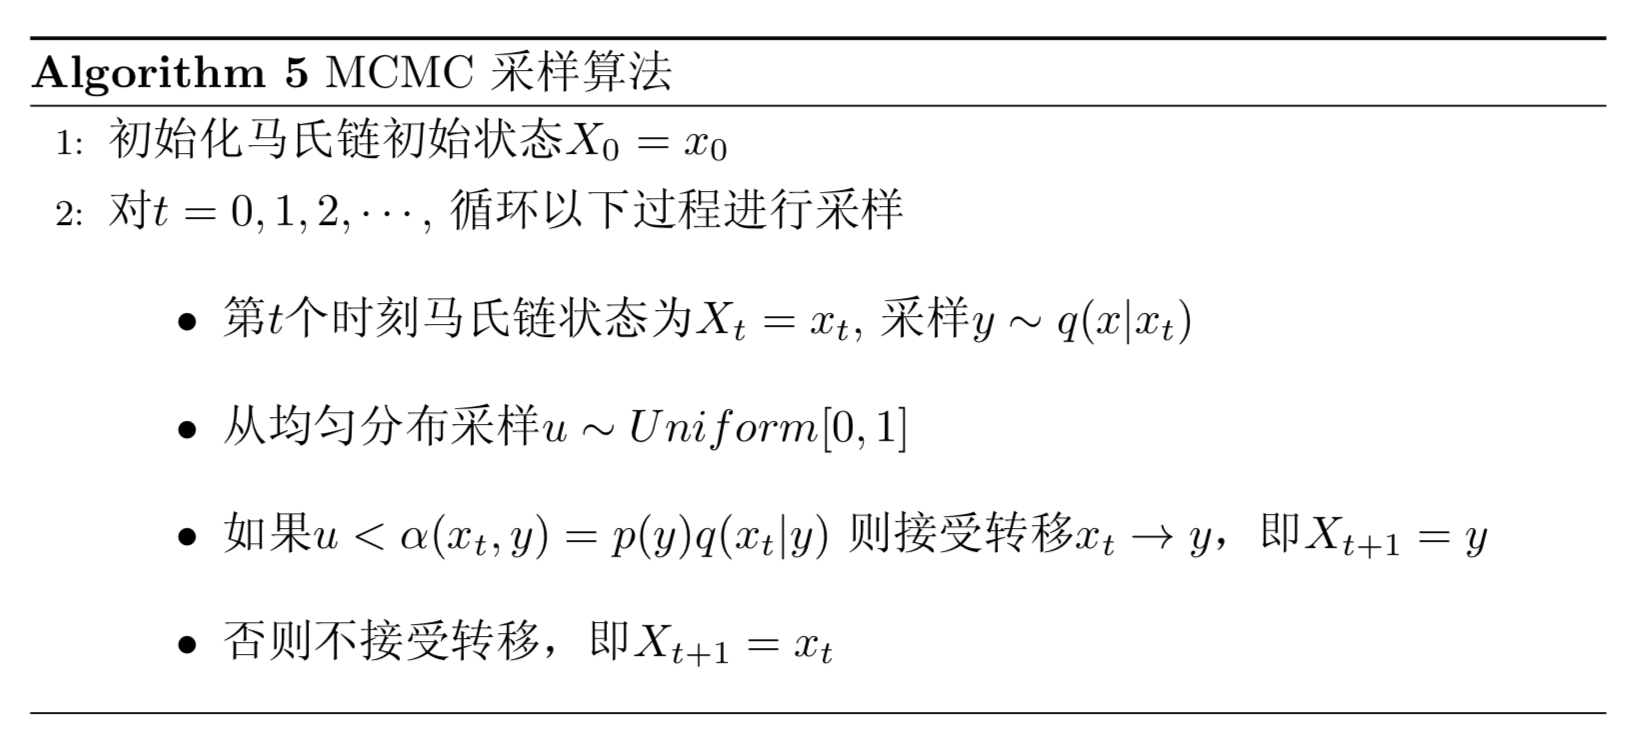 Algorithm 5 MCMC 采样算法
1: 初始化马氏链初始状态$X_0 = x_0$
2: 对$t = 0, 1, 2, \cdots$, 循环以下过程进行采样
• 第$t$个时刻马氏链状态为$X_t = x_t$, 采样$y \sim q(x|x_t)$
• 从均匀分布采样$u \sim Uniform[0, 1]$
• 如果$u < \alpha(x_t, y) = p(y)q(x_t|y)$ 则接受转移$x_t \to y$，即$X_{t+1} = y$
• 否则不接受转移，即$X_{t+1} = x_t$